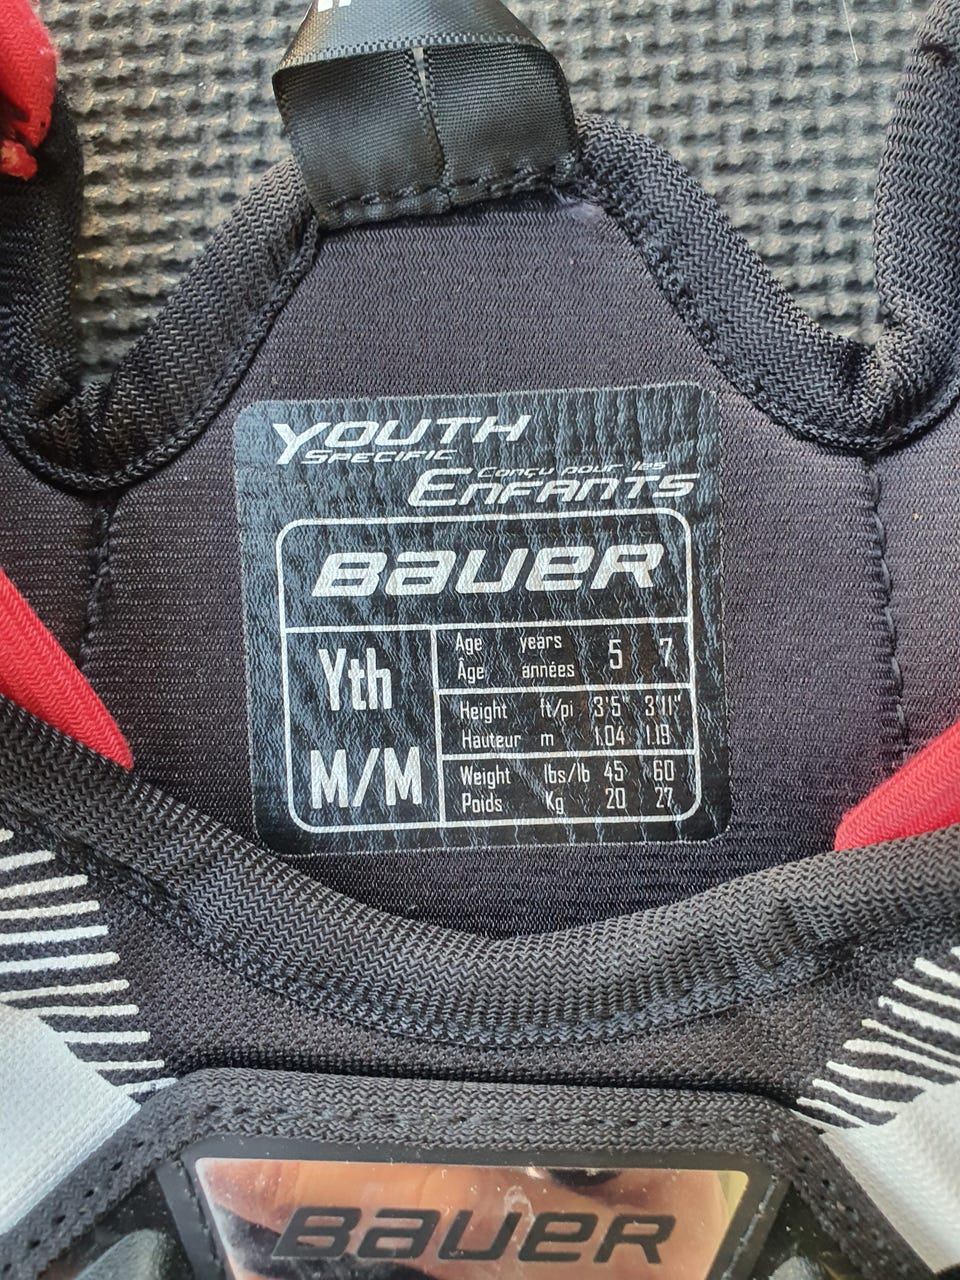 YOUTH
SPECIFIC
Conçu pour les
ENFANTS
BAUER
Yth
M/M
Age years 5 7
Âge années
Height ft/pi 3'5" 3'11"
Hauteur m 1.04 1.19
Weight lbs/lb 45 60
Poids Kg 20 27
BAUER